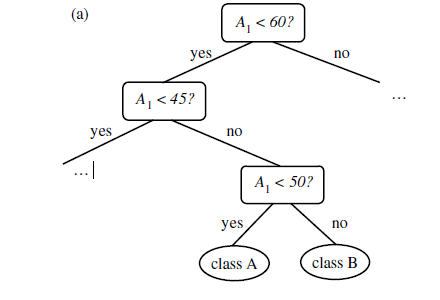 (a)
A1 < 60?
yes
no
A1 < 45?
...
yes
no
...|
A1 < 50?
yes
no
class A
class B